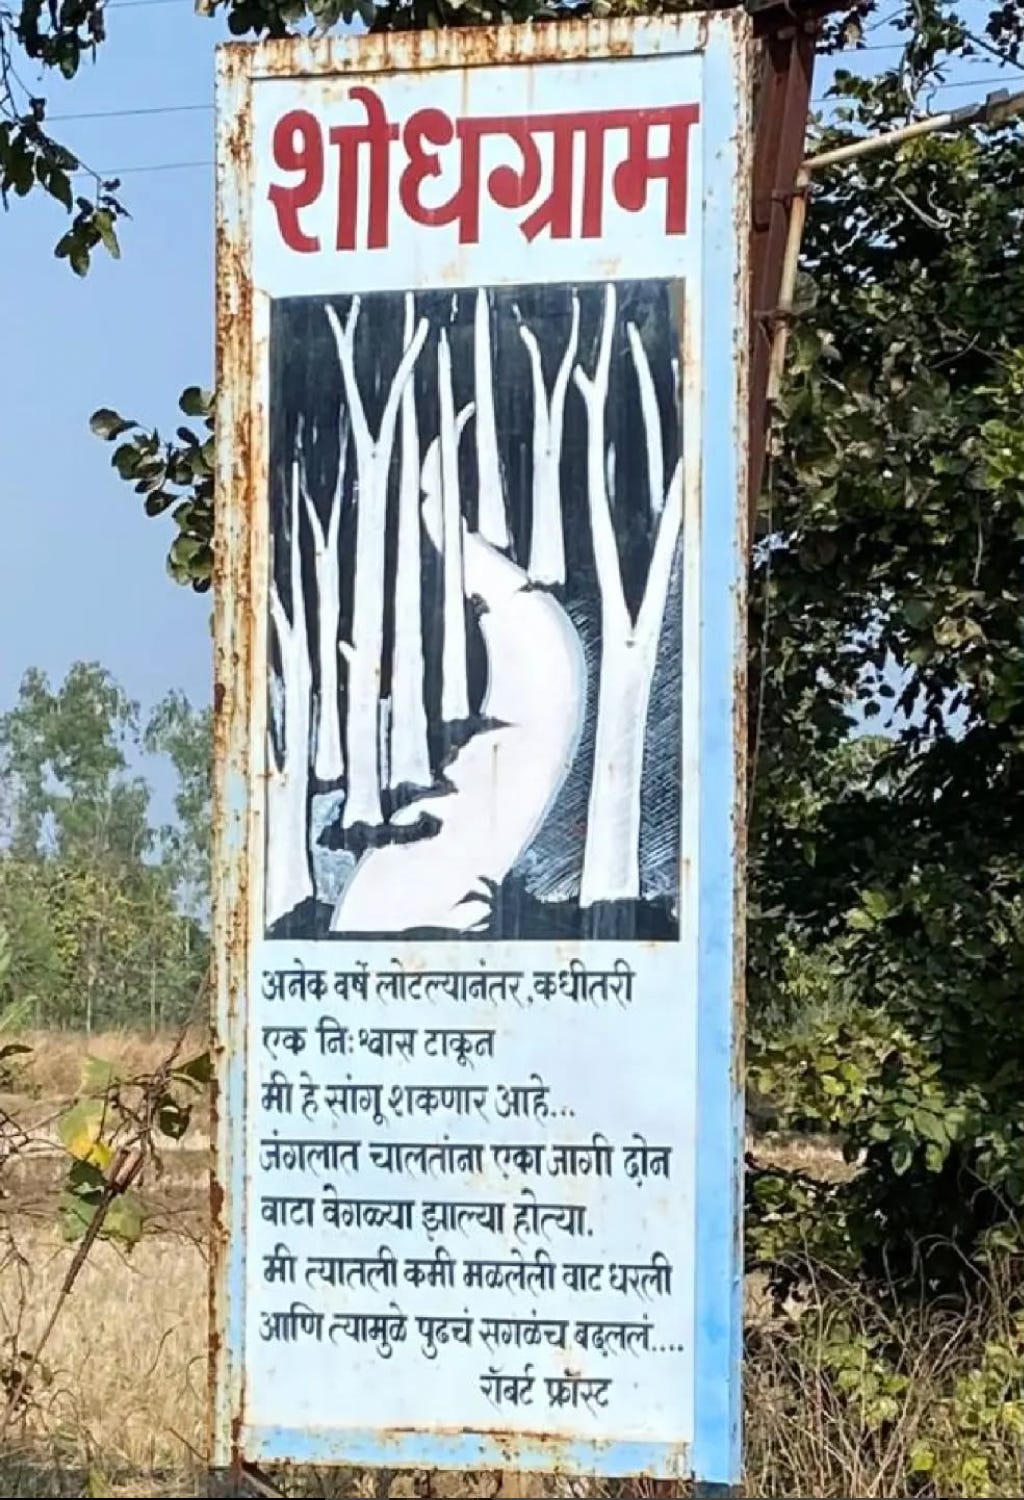 शोधग्राम
अनेक वर्षे लोटल्यानंतर, कधीतरी
एक निःश्वास टाकून
मी हे सांगू शकणार आहे...
जंगलात चालतांना एका जागी दोन
वाटा वेगळ्या झाल्या होत्या.
मी त्यातली कमी मळलेली वाट धरली
आणि त्यामुळे पुढचं सगळंच बदललं....
रॉबर्ट फ्रॉस्ट